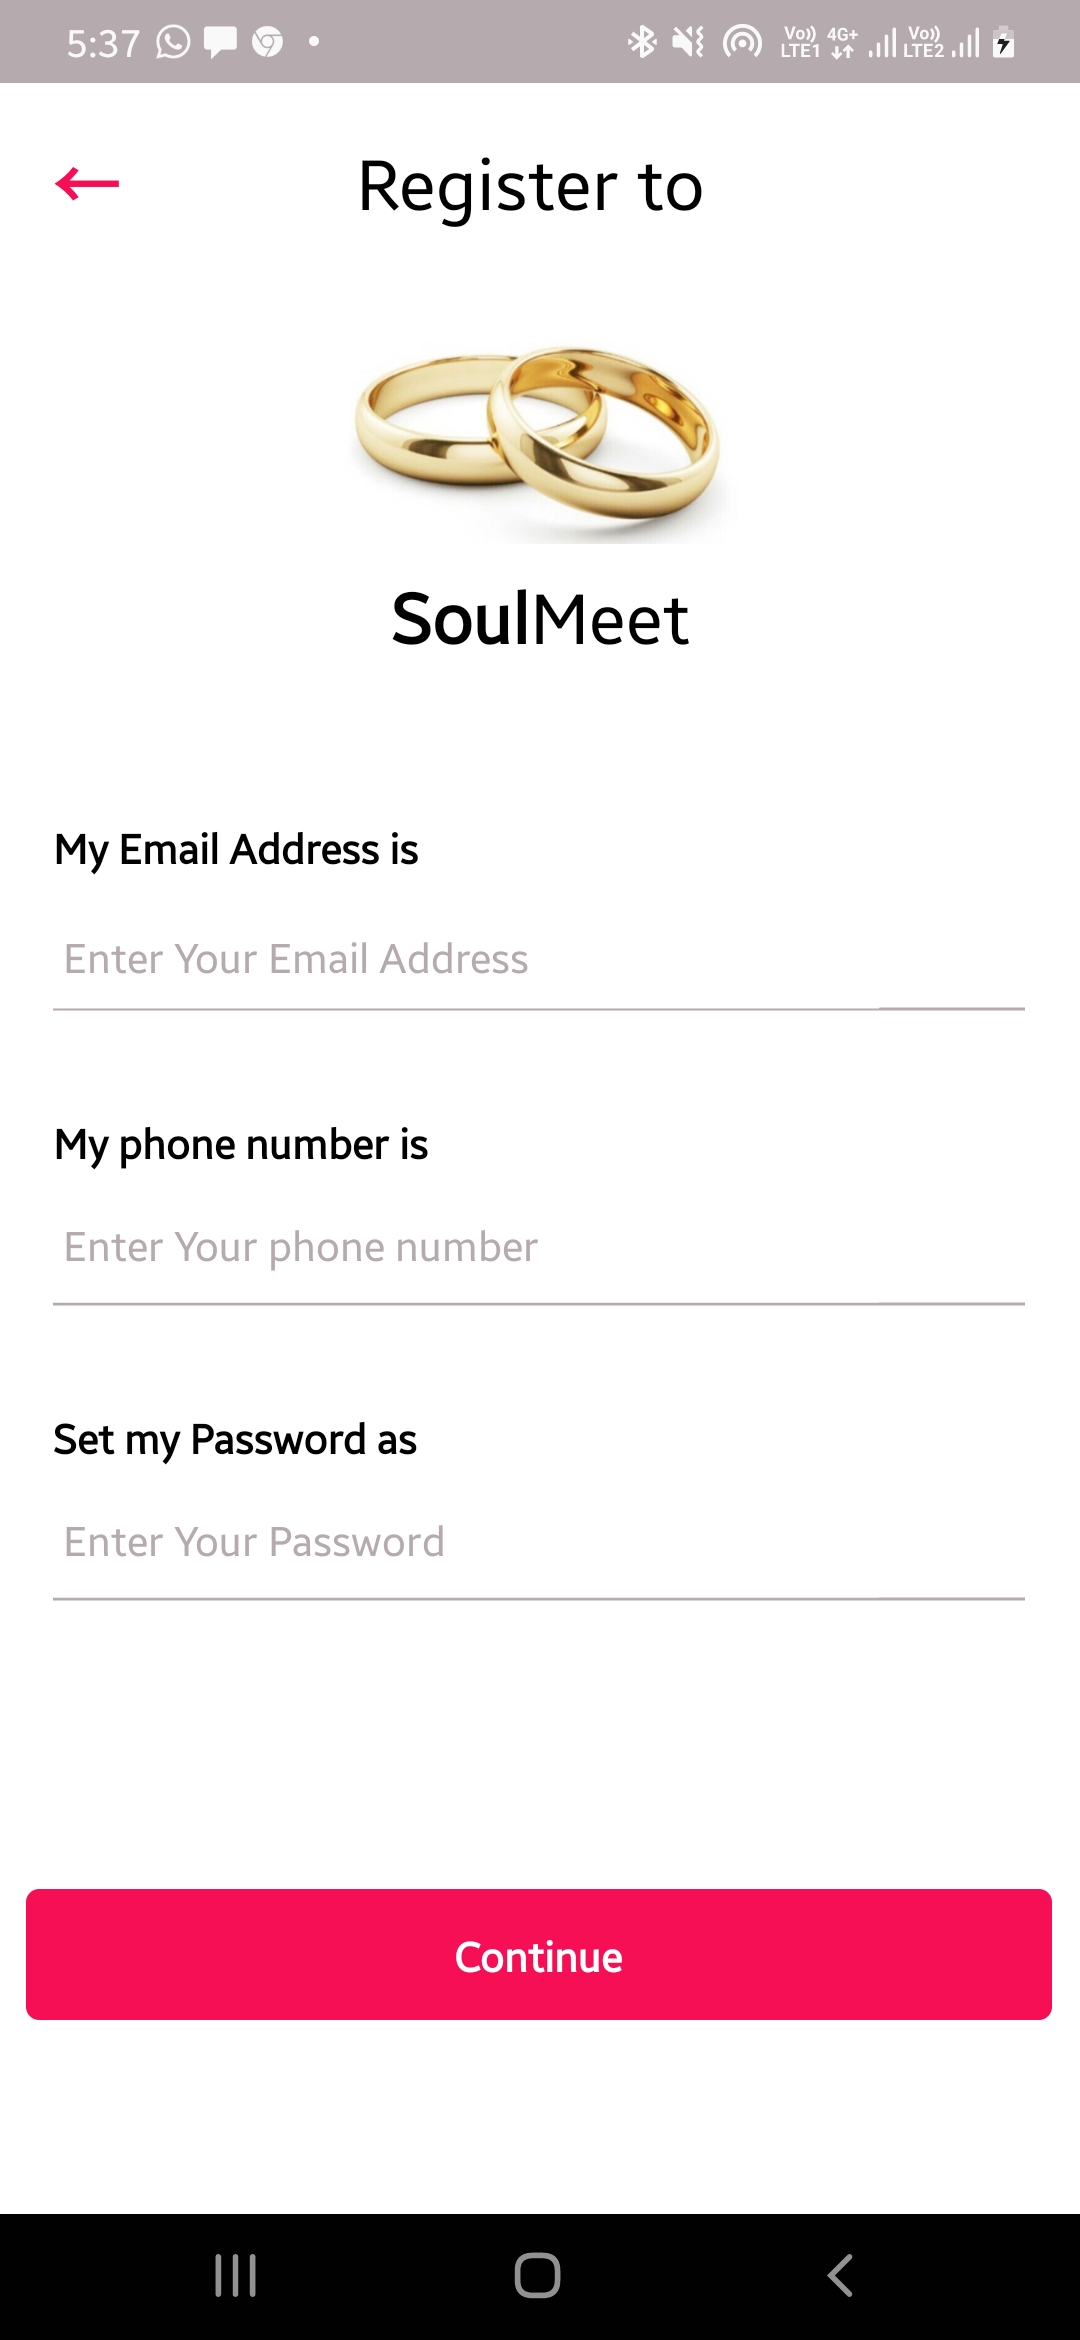 5:37 Vo)) LTE1 4G+ Vo)) LTE2
Register to
SoulMeet
My Email Address is
Enter Your Email Address
My phone number is
Enter Your phone number
Set my Password as
Enter Your Password
Continue